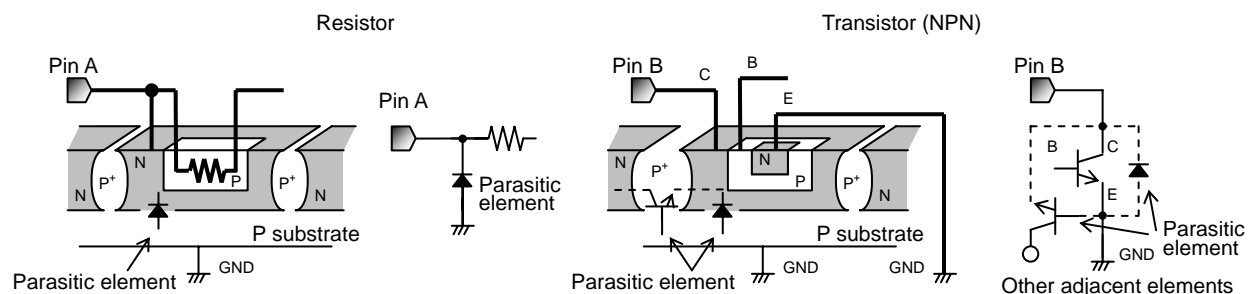 Resistor
Transistor (NPN)
Pin A
Pin A
N
N
P+
P
P+
N
Parasitic
element
P substrate
GND
Parasitic element
Pin B
C
B
E
N
N
P+
P
P+
N
P substrate
GND
GND
Parasitic element
Pin B
B
C
E
GND
Parasitic
element
Other adjacent elements